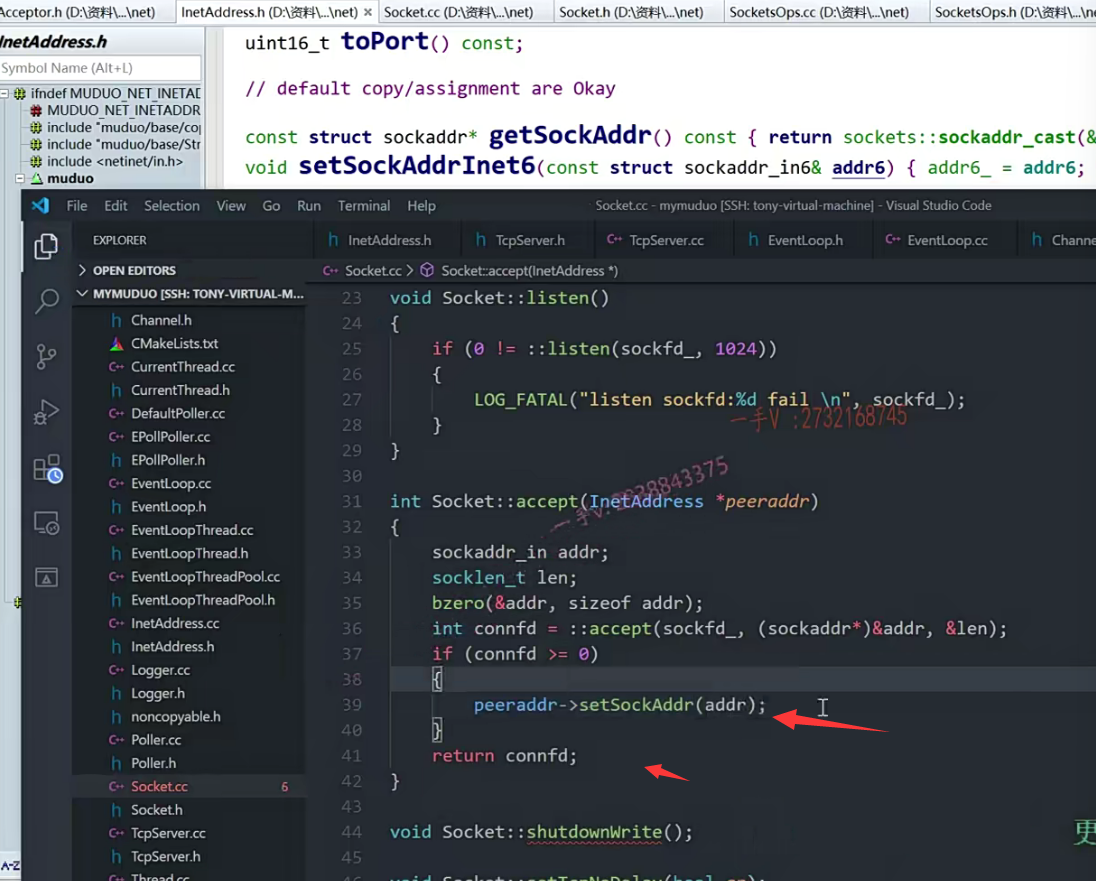 Acceptor.h (D:\资料\...\net)
InetAddress.h (D:\资料\...\net) ×
Socket.cc (D:\资料\...\net)
Socket.h (D:\资料\...\net)
SocketsOps.cc (D:\资料\...\net)
SocketsOps.h (D:\资料\...\ne
InetAddress.h
Symbol Name (Alt+L)
ifndef MUDUO_NET_INETAD
MUDUO_NET_INETADDR
include "muduo/base/cop
include "muduo/base/Str
include <netinet/in.h>
muduo
uint16_t toPort() const;
// default copy/assignment are Okay
const struct sockaddr* getSockAddr() const { return sockets::sockaddr_cast(&
void setSockAddrInet6(const struct sockaddr_in6& addr6) { addr6_ = addr6;
File Edit Selection View Go Run Terminal Help
Socket.cc - mymuduo [SSH: tony-virtual-machine] - Visual Studio Code
EXPLORER
OPEN EDITORS
MYMUDUO [SSH: TONY-VIRTUAL-M...
Channel.h
CMakeLists.txt
CurrentThread.cc
CurrentThread.h
DefaultPoller.cc
EPollPoller.cc
EPollPoller.h
EventLoop.cc
EventLoop.h
EventLoopThread.cc
EventLoopThread.h
EventLoopThreadPool.cc
EventLoopThreadPool.h
InetAddress.cc
InetAddress.h
Logger.cc
Logger.h
noncopyable.h
Poller.cc
Poller.h
Socket.cc 6
Socket.h
TcpServer.cc
TcpServer.h
Thread.cc
A-Z
InetAddress.h
TcpServer.h
TcpServer.cc
EventLoop.h
EventLoop.cc
Channe
Socket.cc > Socket::accept(InetAddress *)
23 void Socket::listen()
24 {
25 if (0 != ::listen(sockfd_, 1024))
26 {
27 LOG_FATAL("listen sockfd:%d fail \n", sockfd_);
28 }
29 }
30
31 int Socket::accept(InetAddress *peeraddr)
32 {
33 sockaddr_in addr;
34 socklen_t len;
35 bzero(&addr, sizeof addr);
36 int connfd = ::accept(sockfd_, (sockaddr*)&addr, &len);
37 if (connfd >= 0)
38 {
39 peeraddr->setSockAddr(addr);
40 }
41 return connfd;
42 }
43
44 void Socket::shutdownWrite();
45
46 void Socket::setTcpNoDelay(bool on);
一手V :2732168745
一手V:2938843375
更